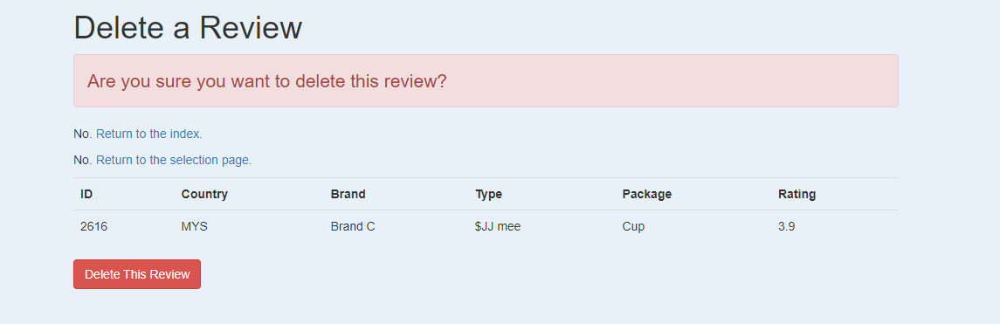 Delete a Review
Are you sure you want to delete this review?
No. Return to the index.
No. Return to the selection page.
ID Country Brand Type Package Rating
2616 MYS Brand C $JJ mee Cup 3.9
Delete This Review